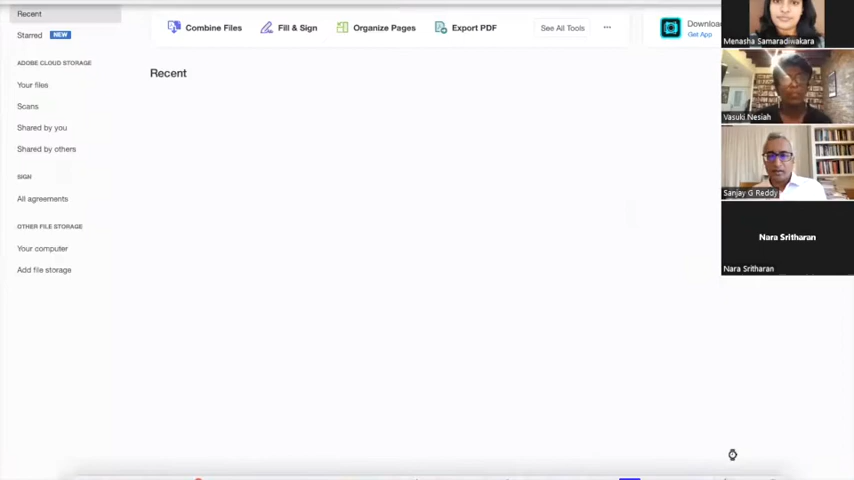 Recent
Starred NEW
ADOBE CLOUD STORAGE
Your files
Scans
Shared by you
Shared by others
SIGN
All agreements
OTHER FILE STORAGE
Your computer
Add file storage
Combine Files
Fill & Sign
Organize Pages
Export PDF
See All Tools
Recent
Get App
Menasha Samaradiwakara
Vasuki Nesiah
Sanjay G Reddy
Nara Sritharan
Nara Sritharan